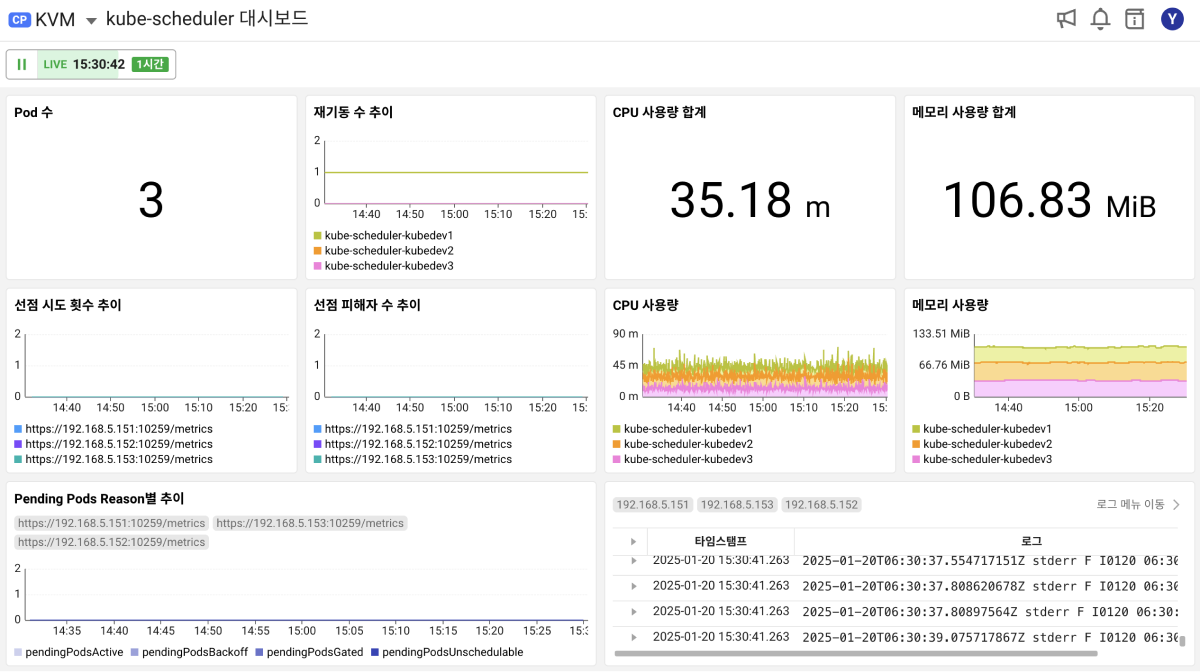 CP KVM kube-scheduler 대시보드
Y
LIVE 15:30:42 1시간
Pod 수
3
재기동 수 추이
2
1
0
14:40 14:50 15:00 15:10 15:20 15:
kube-scheduler-kubedev1
kube-scheduler-kubedev2
kube-scheduler-kubedev3
CPU 사용량 합계
35.18 m
메모리 사용량 합계
106.83 MiB
선점 시도 횟수 추이
2
1
0
14:40 14:50 15:00 15:10 15:20 15:
https://192.168.5.151:10259/metrics
https://192.168.5.152:10259/metrics
https://192.168.5.153:10259/metrics
선점 피해자 수 추이
2
1
0
14:40 14:50 15:00 15:10 15:20 15:
https://192.168.5.151:10259/metrics
https://192.168.5.152:10259/metrics
https://192.168.5.153:10259/metrics
CPU 사용량
90 m
45 m
0 m
14:40 14:50 15:00 15:10 15:20 15:
kube-scheduler-kubedev1
kube-scheduler-kubedev2
kube-scheduler-kubedev3
메모리 사용량
133.51 MiB
66.76 MiB
0 B
14:40 15:00 15:20
kube-scheduler-kubedev1
kube-scheduler-kubedev2
kube-scheduler-kubedev3
Pending Pods Reason별 추이
https://192.168.5.151:10259/metrics https://192.168.5.153:10259/metrics
https://192.168.5.152:10259/metrics
2
1
0
14:35 14:40 14:45 14:50 14:55 15:00 15:05 15:10 15:15 15:20 15:25 15:3
pendingPodsActive pendingPodsBackoff pendingPodsGated pendingPodsUnschedulable
192.168.5.151 192.168.5.153 192.168.5.152 로그 메뉴 이동
타임스탬프 로그
2025-01-20 15:30:41.263 2025-01-20T06:30:37.554717151Z stderr F I0120 06:30
2025-01-20 15:30:41.263 2025-01-20T06:30:37.808620678Z stderr F I0120 06:30
2025-01-20 15:30:41.263 2025-01-20T06:30:37.80897564Z stderr F I0120 06:30:
2025-01-20 15:30:41.263 2025-01-20T06:30:39.075717867Z stderr F I0120 06:30